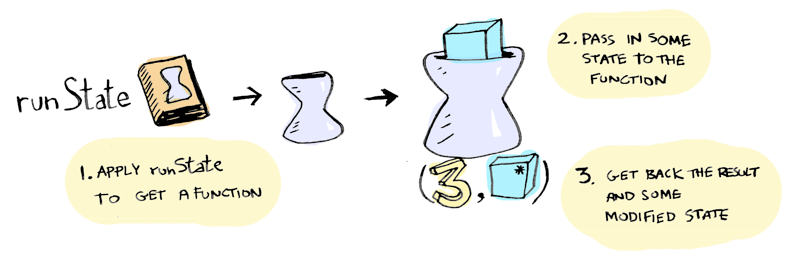 runState
1. APPLY runState
TO GET A FUNCTION
2. PASS IN SOME
STATE TO THE
FUNCTION
(3, *)
3. GET BACK THE RESULT
AND SOME
MODIFIED STATE